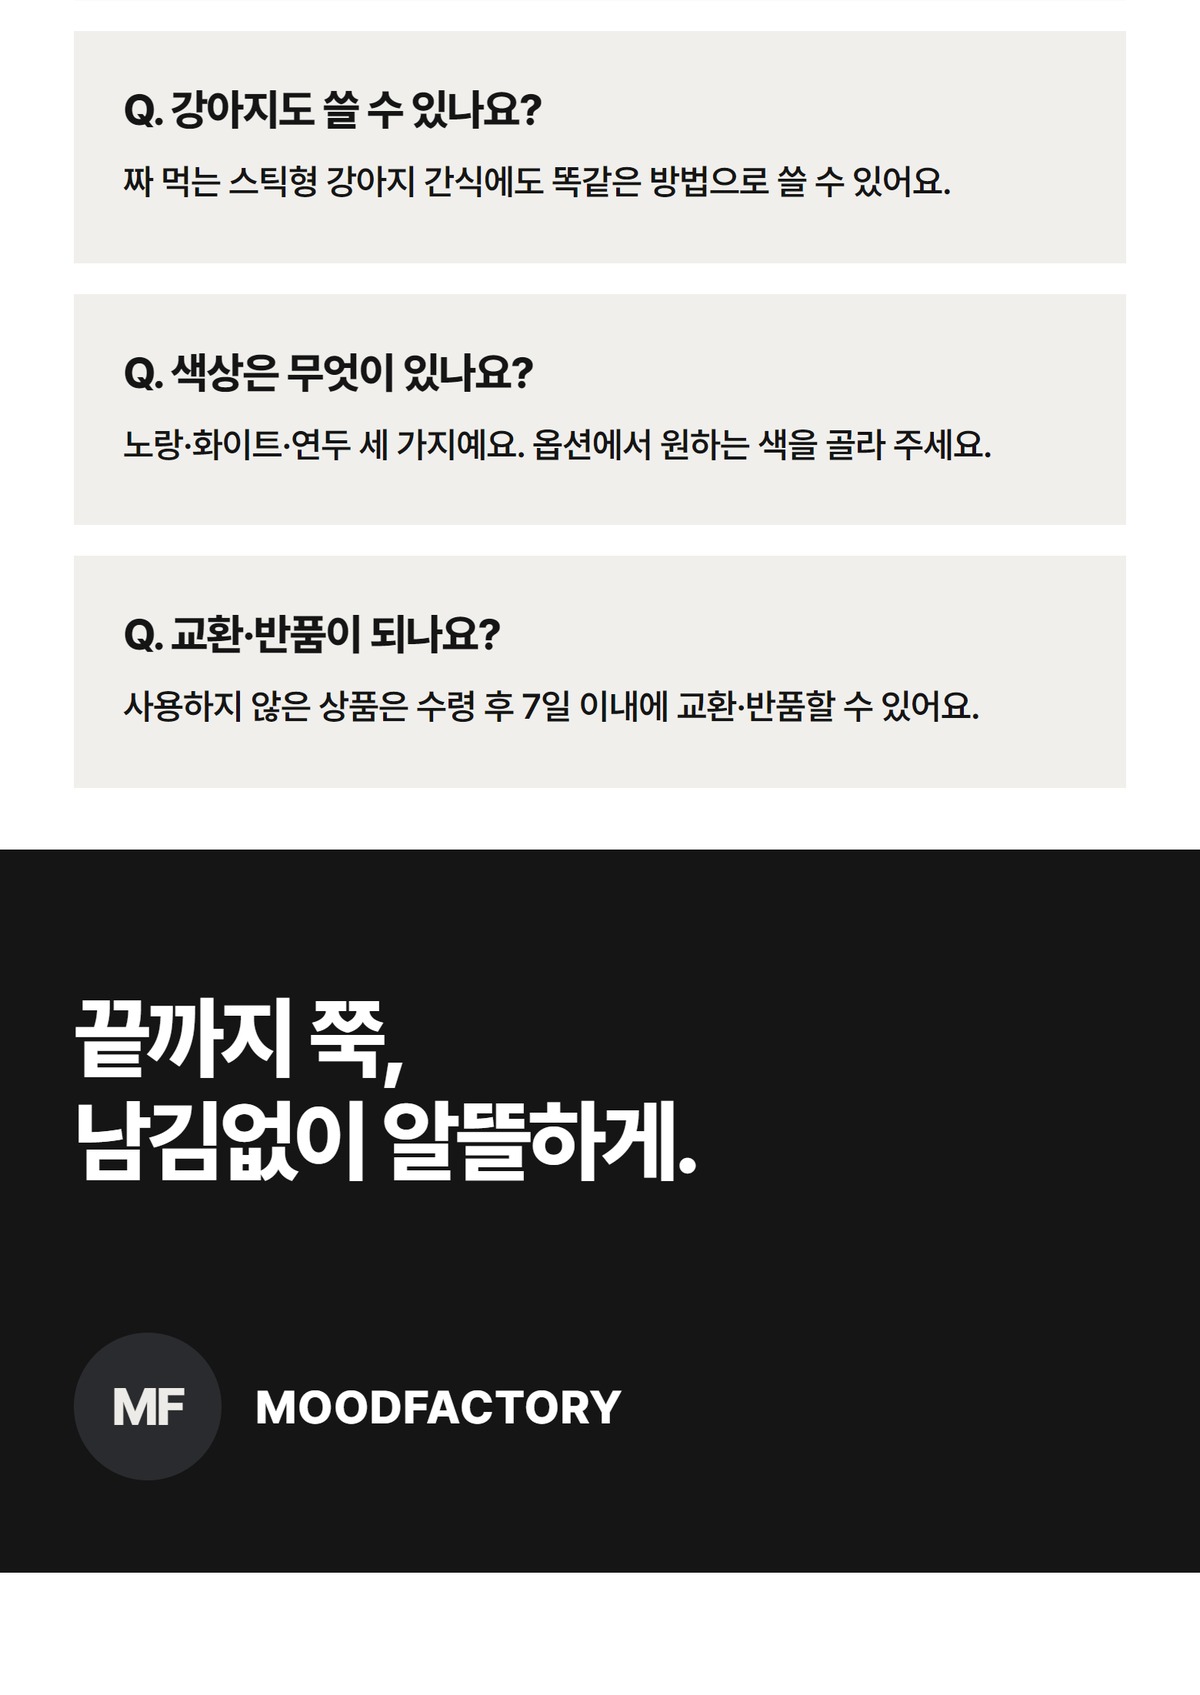 Q. 강아지도 쓸 수 있나요?
짜 먹는 스틱형 강아지 간식에도 똑같은 방법으로 쓸 수 있어요.
Q. 색상은 무엇이 있나요?
노랑·화이트·연두 세 가지예요. 옵션에서 원하는 색을 골라 주세요.
Q. 교환·반품이 되나요?
사용하지 않은 상품은 수령 후 7일 이내에 교환·반품할 수 있어요.
끝까지 쭉,
남김없이 알뜰하게.
MF MOODFACTORY